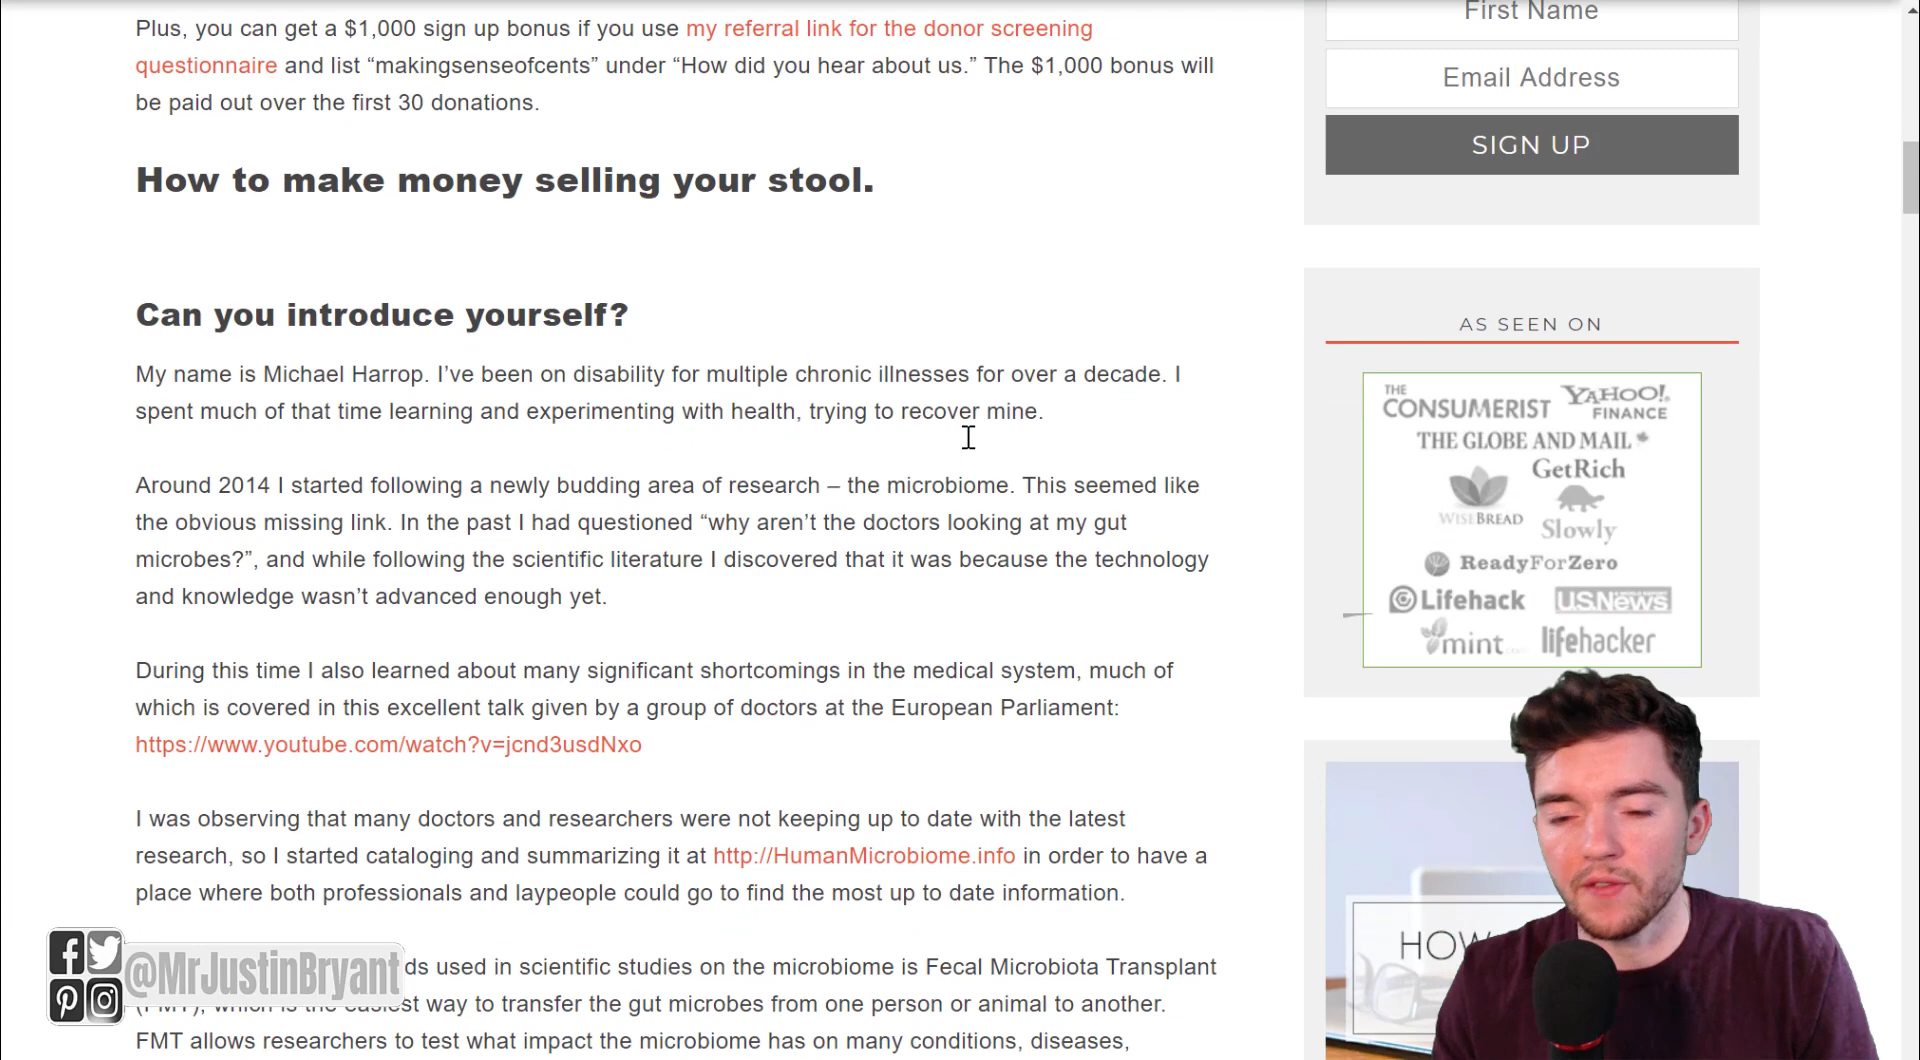 Plus, you can get a $1,000 sign up bonus if you use my referral link for the donor screening
questionnaire and list “makingsenseofcents” under “How did you hear about us.” The $1,000 bonus will
be paid out over the first 30 donations.
How to make money selling your stool.
Can you introduce yourself?
My name is Michael Harrop. I’ve been on disability for multiple chronic illnesses for over a decade. I
spent much of that time learning and experimenting with health, trying to recover mine.
Around 2014 I started following a newly budding area of research – the microbiome. This seemed like
the obvious missing link. In the past I had questioned “why aren’t the doctors looking at my gut
microbes?”, and while following the scientific literature I discovered that it was because the technology
and knowledge wasn’t advanced enough yet.
During this time I also learned about many significant shortcomings in the medical system, much of
which is covered in this excellent talk given by a group of doctors at the European Parliament:
https://www.youtube.com/watch?v=jcnd3usdNxo
I was observing that many doctors and researchers were not keeping up to date with the latest
research, so I started cataloging and summarizing it at http://HumanMicrobiome.info in order to have a
place where both professionals and laypeople could go to find the most up to date information.
ds used in scientific studies on the microbiome is Fecal Microbiota Transplant
way to transfer the gut microbes from one person or animal to another.
FMT allows researchers to test what impact the microbiome has on many conditions, diseases,
@MrJustinBryant
First Name
Email Address
SIGN UP
AS SEEN ON
THE CONSUMERIST
YAHOO! FINANCE
THE GLOBE AND MAIL
WISEBREAD
GetRich Slowly
ReadyForZero
Lifehack
U.S.News
mint
lifehacker
HOW